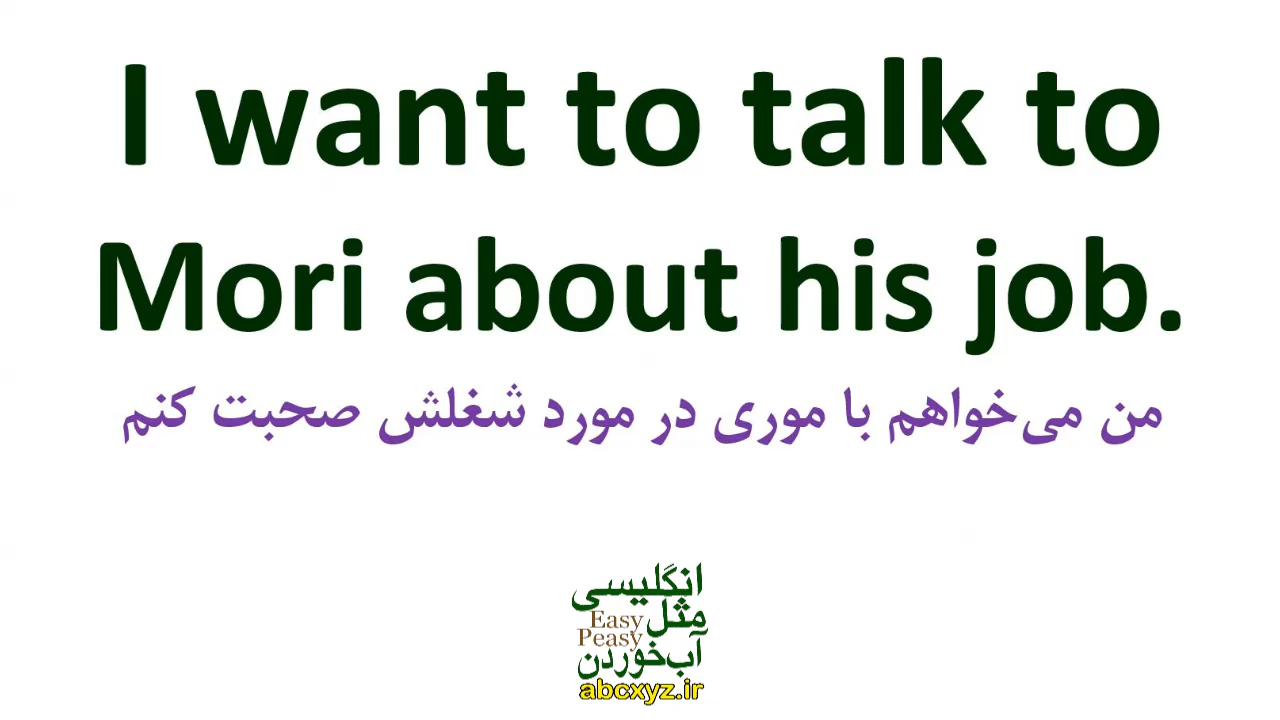 I want to talk to
Mori about his job.
من می‌خواهم با موری در مورد شغلش صحبت کنم
انگلیسی
مثل
Easy
Peasy
آب‌خوردن
abcxyz.ir